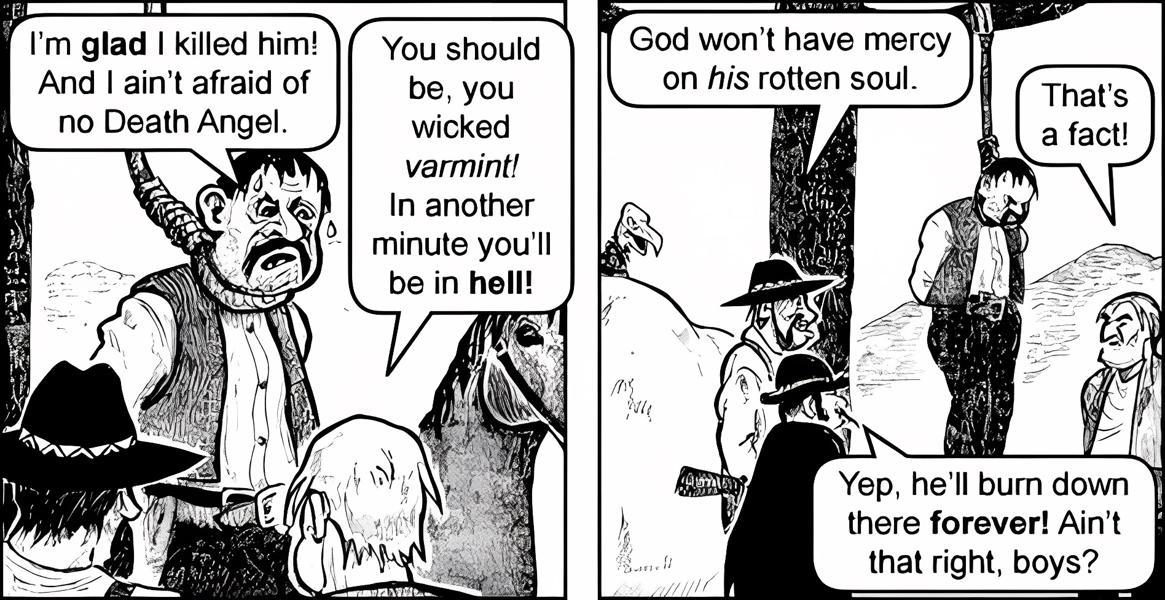 I'm glad I killed him!
And I ain't afraid of
no Death Angel.
You should
be, you
wicked
varmint!
In another
minute you'll
be in hell!
God won't have mercy
on his rotten soul.
That's
a fact!
Yep, he'll burn down
there forever! Ain't
that right, boys?